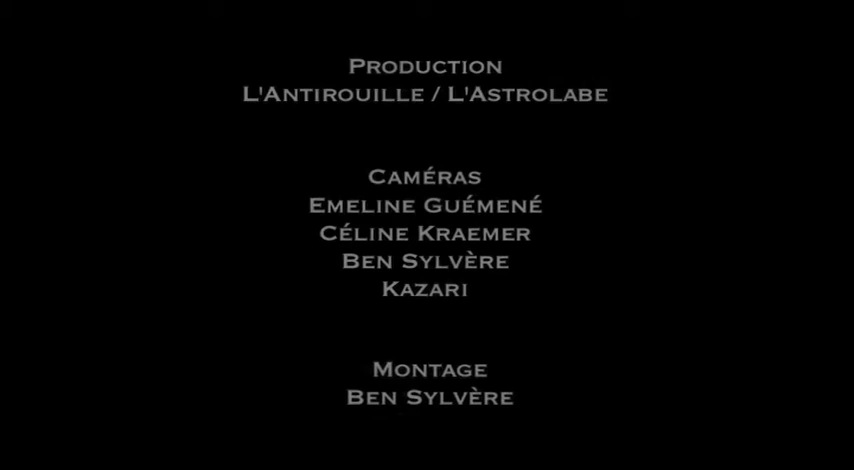 Production
L'Antirouille / L'Astrolabe
Caméras
Emeline Guémené
Céline Kraemer
Ben Sylvère
Kazari
Montage
Ben Sylvère